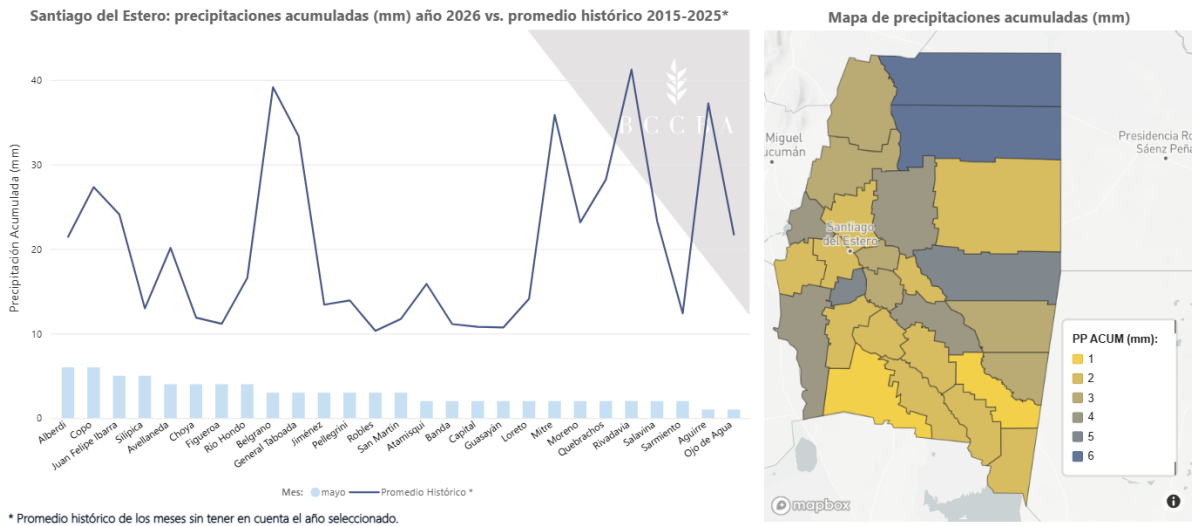 Santiago del Estero: precipitaciones acumuladas (mm) año 2026 vs. promedio histórico 2015-2025*
Precipitación Acumulada (mm)
40
30
20
10
0
BCCBA
Alberdi
Copo
Juan Felipe Ibarra
Silípica
Avellaneda
Choya
Figueroa
Río Hondo
Belgrano
General Taboada
Jiménez
Pellegrini
Robles
San Martín
Atamisqui
Banda
Capital
Guasayán
Loreto
Mitre
Moreno
Quebrachos
Rivadavia
Salavina
Sarmiento
Aguirre
Ojo de Agua
Mes: mayo Promedio Histórico *
* Promedio histórico de los meses sin tener en cuenta el año seleccionado.
Mapa de precipitaciones acumuladas (mm)
Miguel
Santiago
del Estero
Sáenz Peña
PP ACUM (mm):
1
2
3
4
5
6
mapbox
i